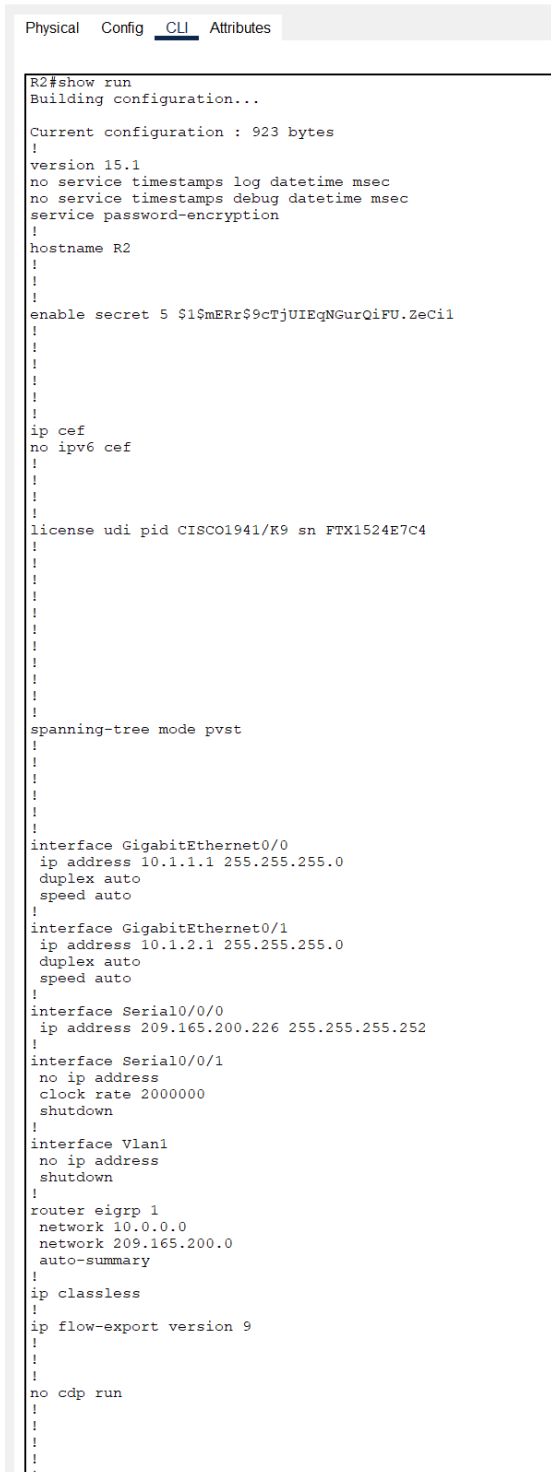 Physical Config CLI Attributes
R2#show run
Building configuration...
Current configuration : 923 bytes
!
version 15.1
no service timestamps log datetime msec
no service timestamps debug datetime msec
service password-encryption
!
hostname R2
!
!
!
enable secret 5 $1$mERr$9cTjUIEqNGurQiFU.ZeCi1
!
!
!
!
!
!
ip cef
no ipv6 cef
!
!
!
!
license udi pid CISCO1941/K9 sn FTX1524E7C4
!
!
!
!
!
!
!
!
!
!
!
spanning-tree mode pvst
!
!
!
!
!
!
interface GigabitEthernet0/0
 ip address 10.1.1.1 255.255.255.0
 duplex auto
 speed auto
!
interface GigabitEthernet0/1
 ip address 10.1.2.1 255.255.255.0
 duplex auto
 speed auto
!
interface Serial0/0/0
 ip address 209.165.200.226 255.255.255.252
!
interface Serial0/0/1
 no ip address
 clock rate 2000000
 shutdown
!
interface Vlan1
 no ip address
 shutdown
!
router eigrp 1
 network 10.0.0.0
 network 209.165.200.0
 auto-summary
!
ip classless
!
ip flow-export version 9
!
!
!
no cdp run
!
!
!
!
!